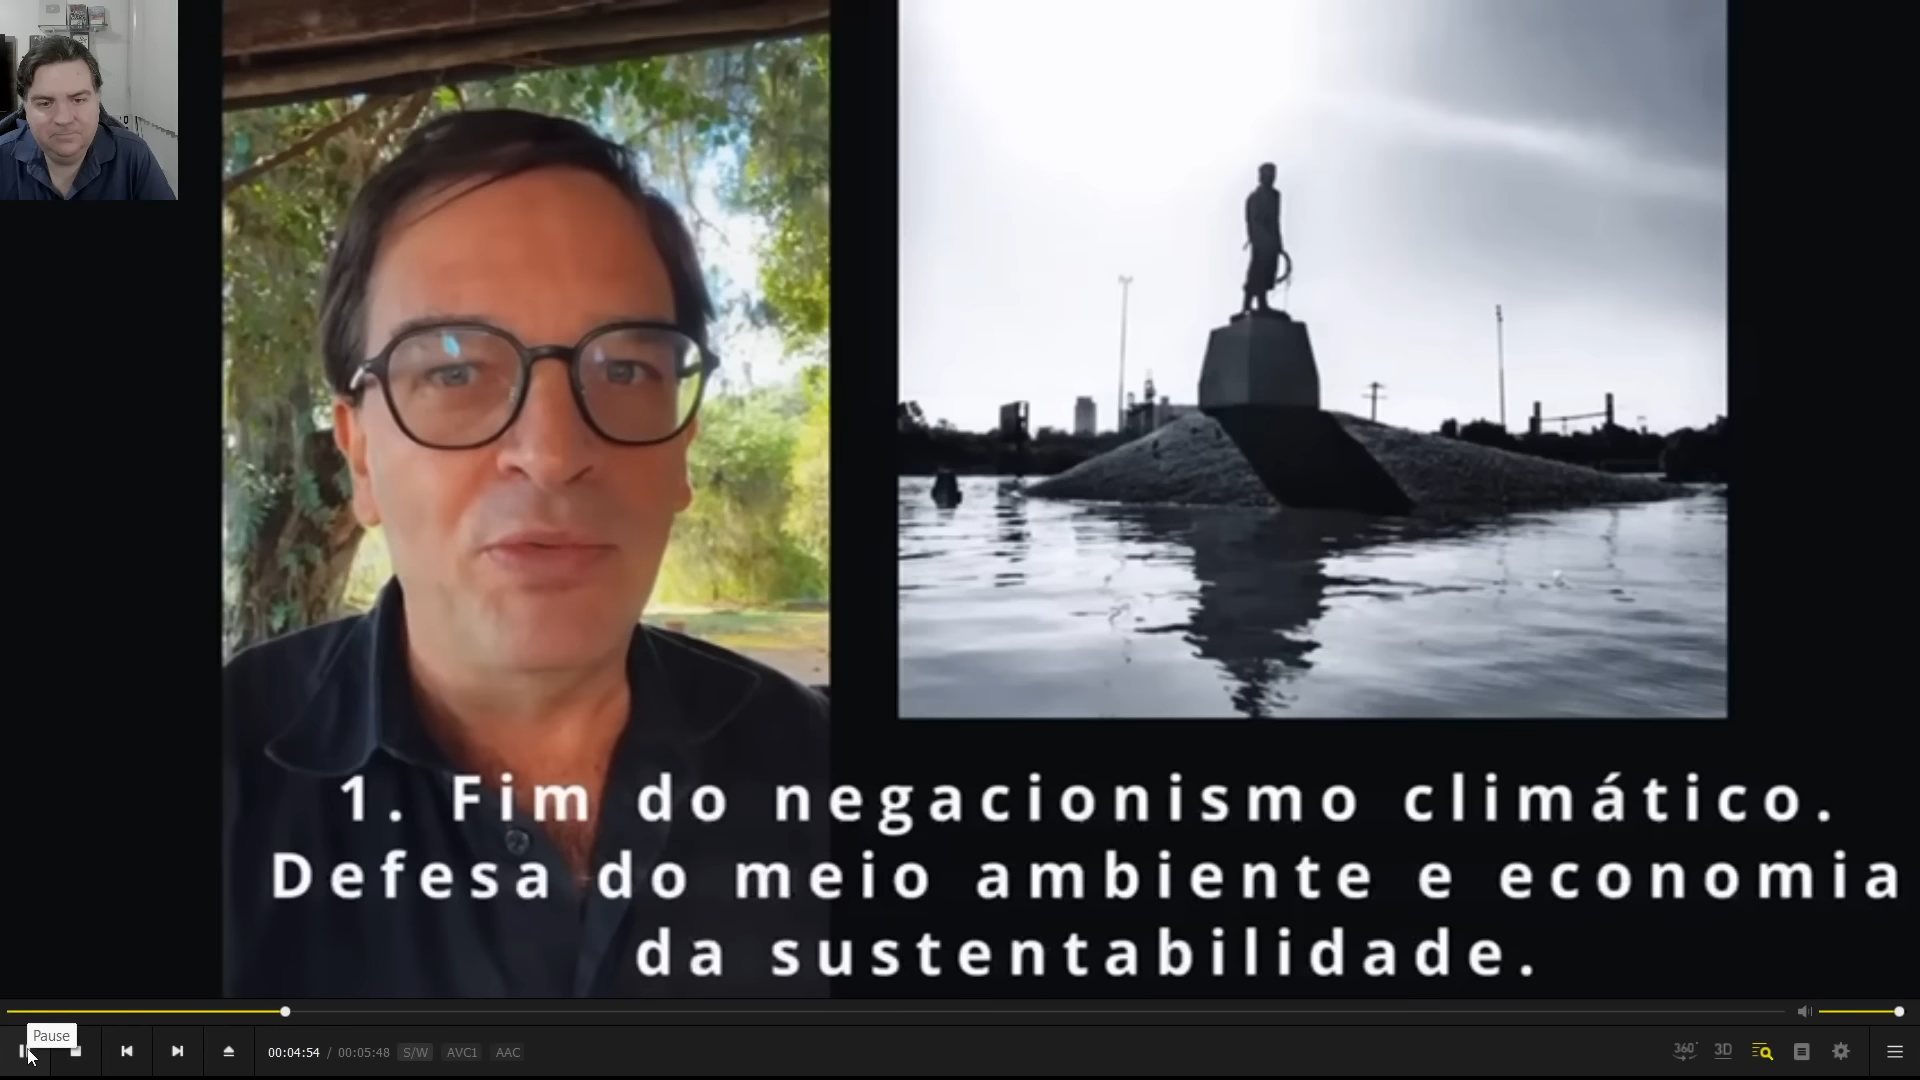 1. Fim do negacionismo climático.
Defesa do meio ambiente e economia
da sustentabilidade.
Pause
00:04:54 / 00:05:48 S/W AVC1 AAC
360° 3D